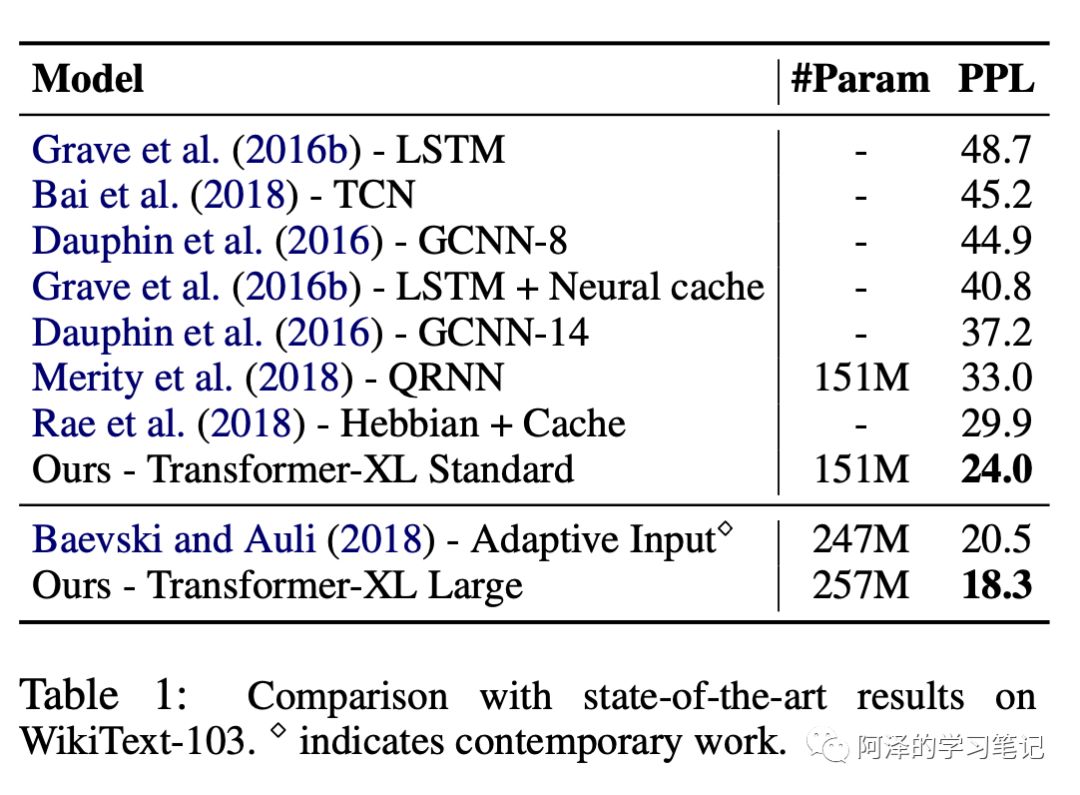 Model #Param PPL
Grave et al. (2016b) - LSTM - 48.7
Bai et al. (2018) - TCN - 45.2
Dauphin et al. (2016) - GCNN-8 - 44.9
Grave et al. (2016b) - LSTM + Neural cache - 40.8
Dauphin et al. (2016) - GCNN-14 - 37.2
Merity et al. (2018) - QRNN 151M 33.0
Rae et al. (2018) - Hebbian + Cache - 29.9
Ours - Transformer-XL Standard 151M 24.0
Baevski and Auli (2018) - Adaptive Input◇ 247M 20.5
Ours - Transformer-XL Large 257M 18.3
Table 1: Comparison with state-of-the-art results on
WikiText-103. ◇ indicates contemporary work.
阿泽的学习笔记